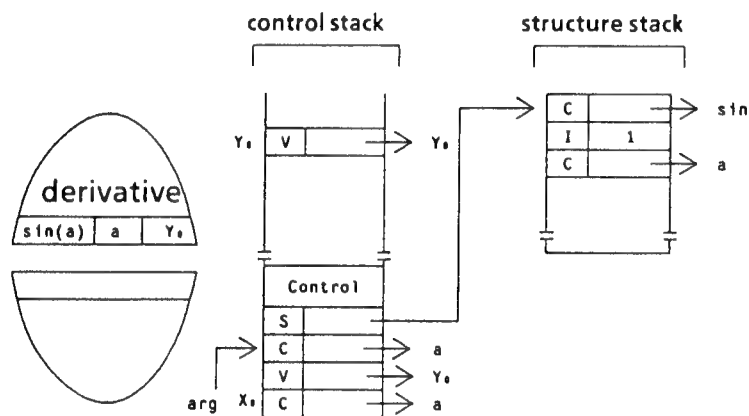 control stack
structure stack
C sin
I 1
C a
Y₀ V Y₀
derivative
sin(a) a Y₀
Control
S
C a
V Y₀
arg X₀ C a